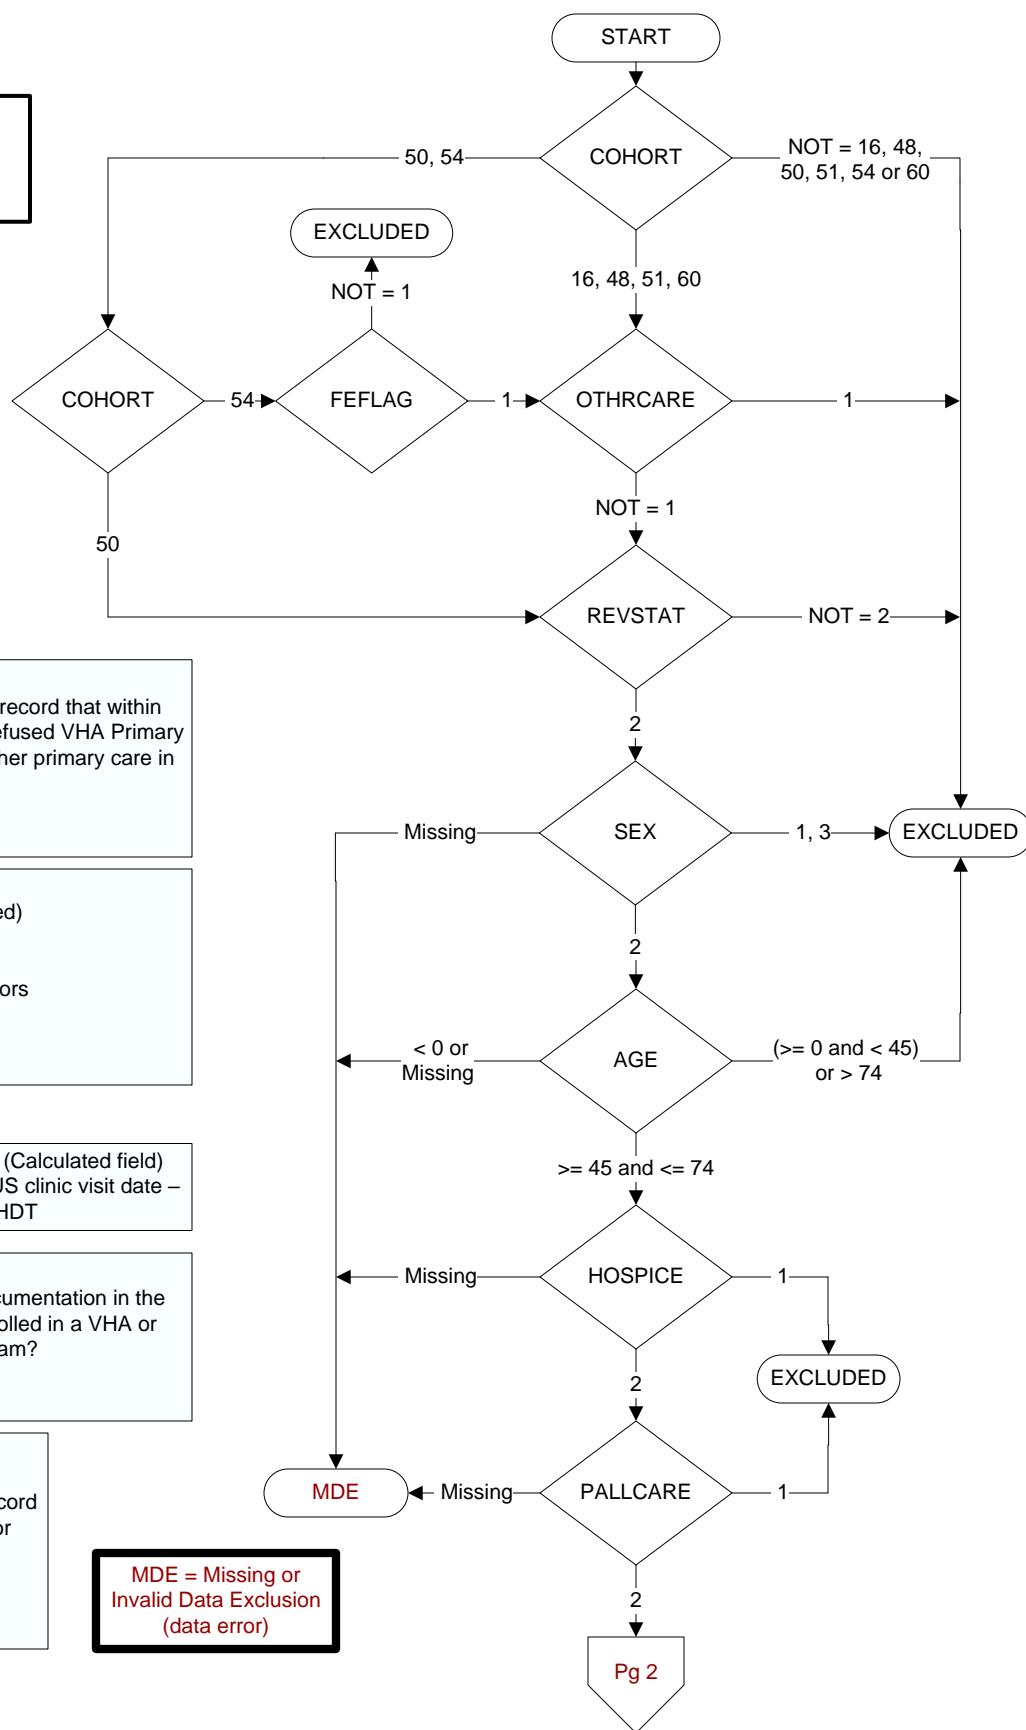 START
COHORT
50, 54
NOT = 16, 48,
50, 51, 54 or 60
EXCLUDED
NOT = 1
16, 48, 51, 60
COHORT
54
FEFLAG
1
OTHRCARE
1
NOT = 1
50
REVSTAT
NOT = 2
record that within
efused VHA Primary
her primary care in
2
Missing
SEX
1, 3
EXCLUDED
ed)
ors
2
< 0 or
Missing
AGE
(>= 0 and < 45)
or > 74
(Calculated field)
US clinic visit date –
HDT
>= 45 and <= 74
cumentation in the
olled in a VHA or
am?
Missing
HOSPICE
1
2
EXCLUDED
cord
or
MDE
Missing
PALLCARE
1
MDE = Missing or
Invalid Data Exclusion
(data error)
2
Pg 2